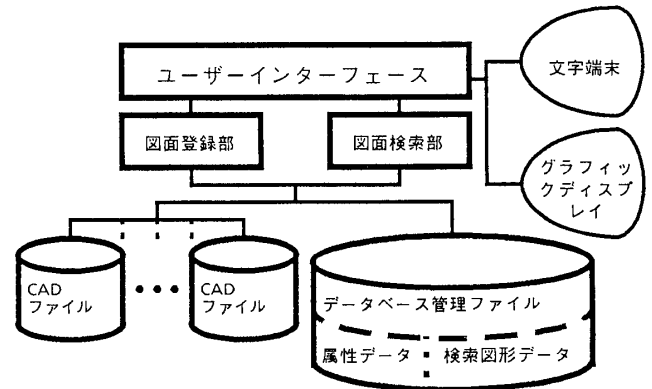 ユーザーインターフェース
文字端末
図面登録部
図面検索部
グラフィッ
クディスプ
レイ
CAD
ファイル
CAD
ファイル
データベース管理ファイル
属性データ
検索図形データ